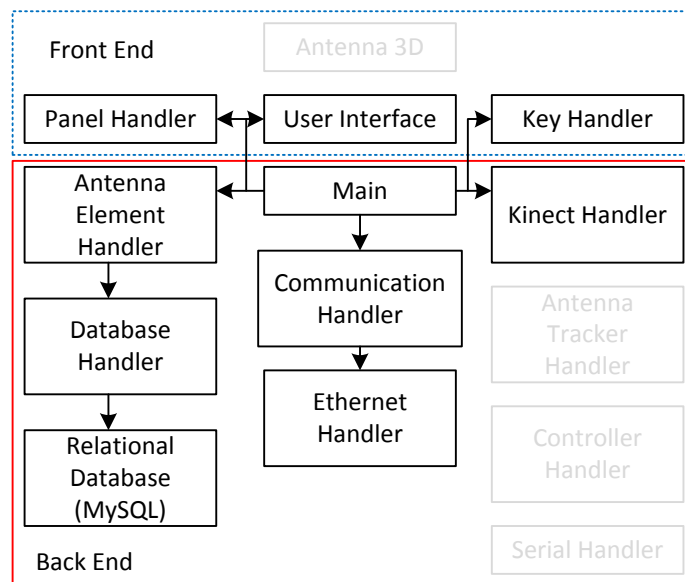 Front End
Antenna 3D
Panel Handler
User Interface
Key Handler
Antenna
Element
Handler
Main
Kinect Handler
Communication
Handler
Antenna
Tracker
Handler
Database
Handler
Ethernet
Handler
Controller
Handler
Relational
Database
(MySQL)
Serial Handler
Back End